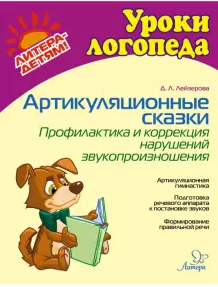 Уроки
логопеда
ЛИТЕРА-
ДЕТЯМ!
Д. Л. Лейзерова
Артикуляционные
сказки
Профилактика и коррекция
нарушений
звукопроизношения
Артикуляционная
гимнастика
Подготовка
речевого аппарата
к постановке звуков
Формирование
правильной речи
Литера